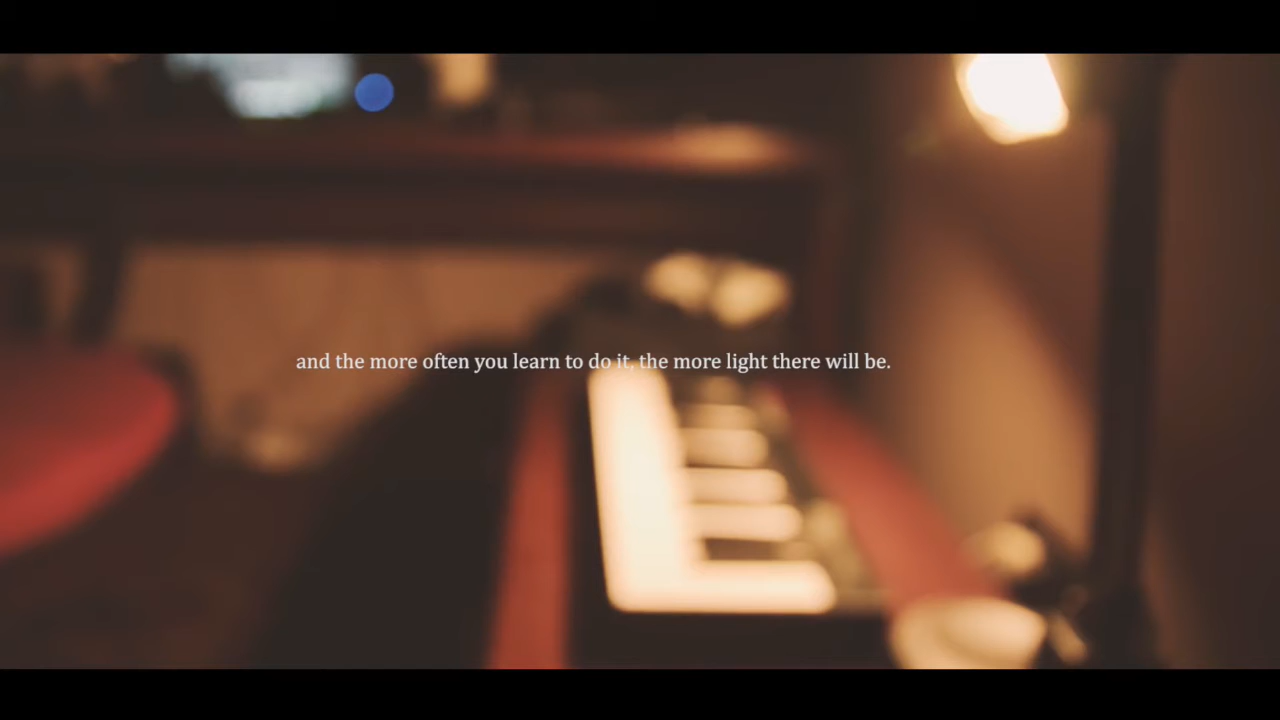 and the more often you learn to do it, the more light there will be.